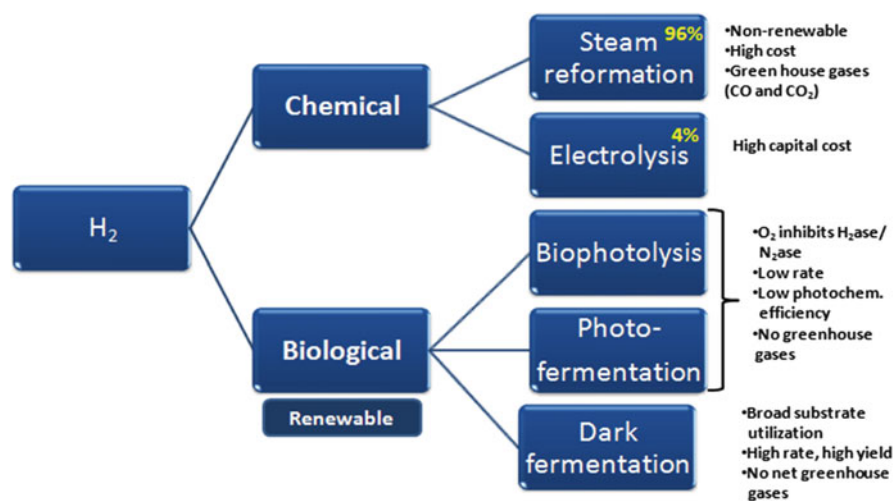 H₂
Chemical
Biological
Renewable
Steam 96%
reformation
•Non-renewable
•High cost
•Green house gases
(CO and CO₂)
Electrolysis 4%
High capital cost
Biophotolysis
Photo-
fermentation
•O₂ inhibits H₂ase/
N₂ase
•Low rate
•Low photochem.
efficiency
•No greenhouse
gases
Dark
fermentation
•Broad substrate
utilization
•High rate, high yield
•No net greenhouse
gases